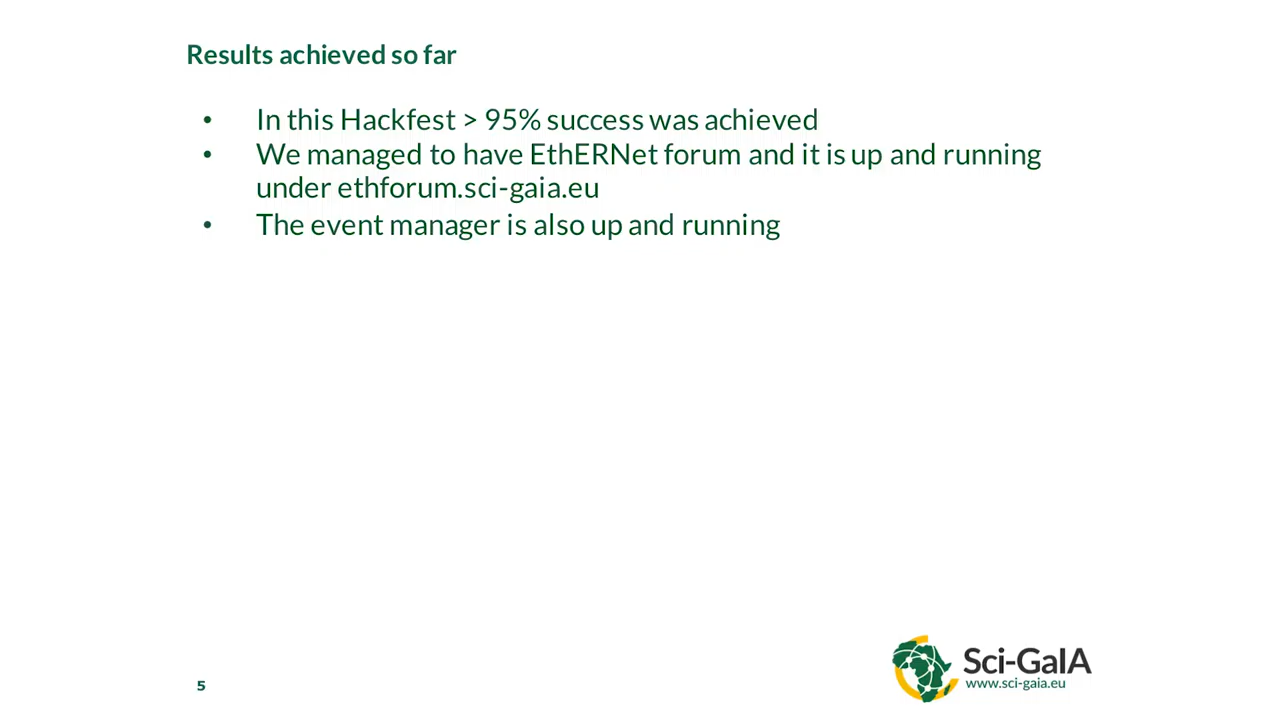 Results achieved so far
• In this Hackfest > 95% success was achieved
• We managed to have EthERNet forum and it is up and running
under ethforum.sci-gaia.eu
• The event manager is also up and running
5
Sci-GaIA
www.sci-gaia.eu